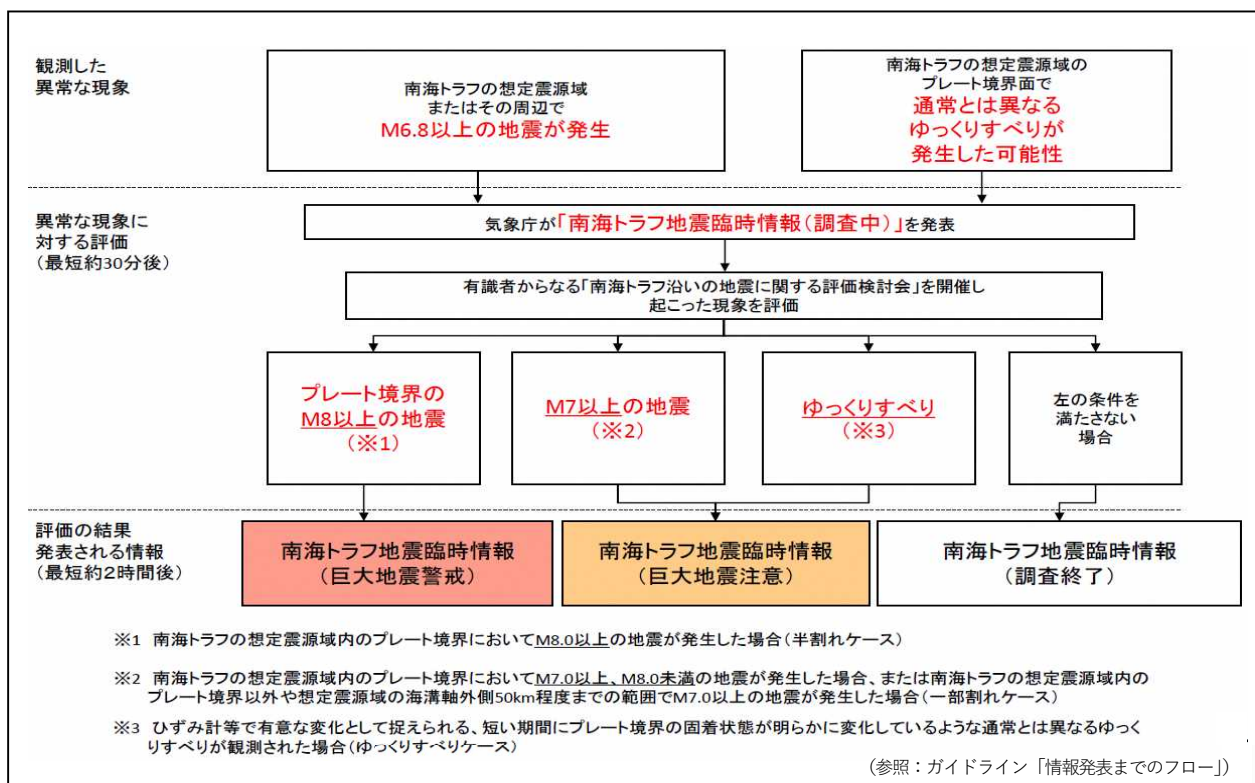 観測した
異常な現象
南海トラフの想定震源域
またはその周辺で
M6.8以上の地震が発生
南海トラフの想定震源域の
プレート境界面で
通常とは異なる
ゆっくりすべりが
発生した可能性
異常な現象に
対する評価
(最短約30分後)
気象庁が「南海トラフ地震臨時情報(調査中)」を発表
有識者からなる「南海トラフ沿いの地震に関する評価検討会」を開催し
起こった現象を評価
プレート境界の
M8以上の地震
(※1)
M7以上の地震
(※2)
ゆっくりすべり
(※3)
左の条件を
満たさない
場合
評価の結果
発表される情報
(最短約2時間後)
南海トラフ地震臨時情報
(巨大地震警戒)
南海トラフ地震臨時情報
(巨大地震注意)
南海トラフ地震臨時情報
(調査終了)
※1 南海トラフの想定震源域内のプレート境界においてM8.0以上の地震が発生した場合(半割れケース)
※2 南海トラフの想定震源域内のプレート境界においてM7.0以上、M8.0未満の地震が発生した場合、または南海トラフの想定震源域内の
プレート境界以外や想定震源域の海溝軸外側50km程度までの範囲でM7.0以上の地震が発生した場合(一部割れケース)
※3 ひずみ計等で有意な変化として捉えられる、短い期間にプレート境界の固着状態が明らかに変化しているような通常とは異なるゆっく
りすべりが観測された場合(ゆっくりすべりケース)
(参照:ガイドライン「情報発表までのフロー」)